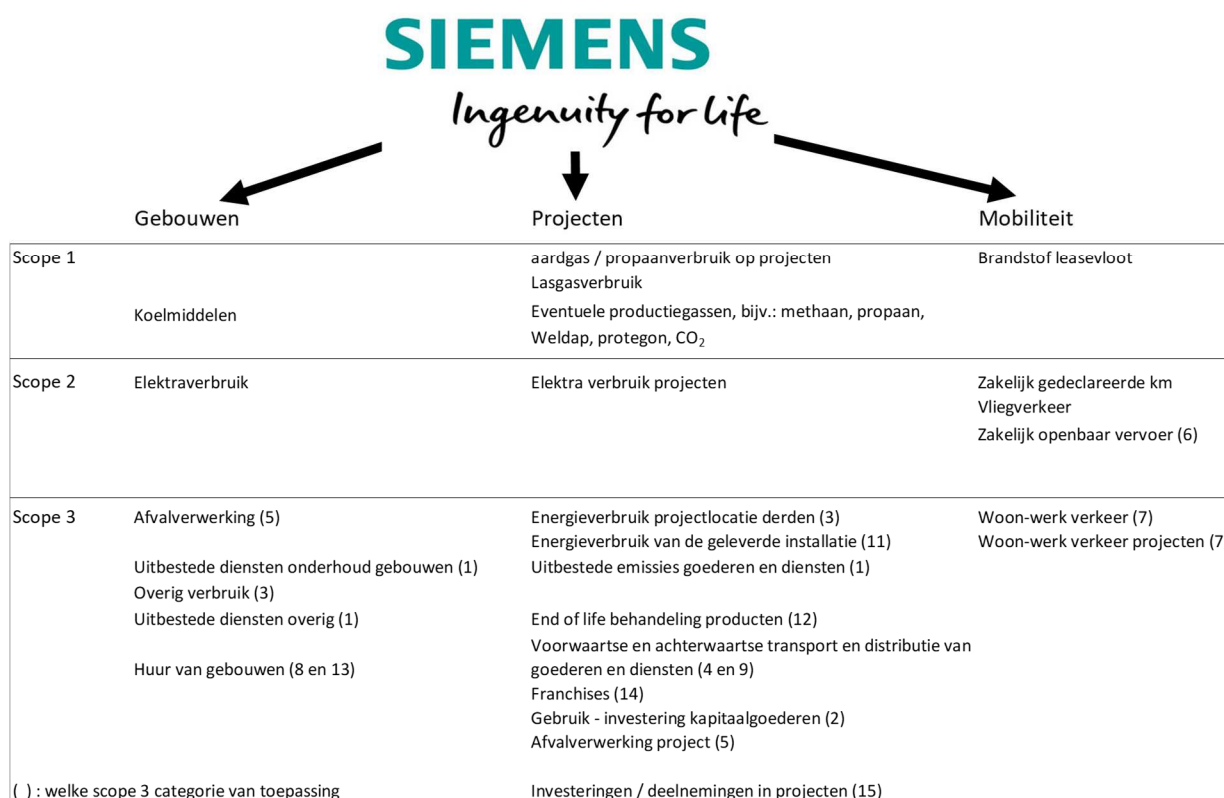 SIEMENS
Ingenuity for life
Gebouwen Projecten Mobiliteit
Scope 1 aardgas / propaanverbruik op projecten Brandstof leasevloot
Lasgasverbruik
Koelmiddelen Eventuele productiegassen, bijv.: methaan, propaan,
Weldap, protegon, CO₂
Scope 2 Elektraverbruik Elektra verbruik projecten Zakelijk gedeclareerde km
Vliegverkeer
Zakelijk openbaar vervoer (6)
Scope 3 Afvalverwerking (5) Energieverbruik projectlocatie derden (3) Woon-werk verkeer (7)
Energieverbruik van de geleverde installatie (11) Woon-werk verkeer projecten (7
Uitbestede diensten onderhoud gebouwen (1) Uitbestede emissies goederen en diensten (1)
Overig verbruik (3)
Uitbestede diensten overig (1) End of life behandeling producten (12)
Voorwaartse en achterwaartse transport en distributie van
Huur van gebouwen (8 en 13) goederen en diensten (4 en 9)
Franchises (14)
Gebruik - investering kapitaalgoederen (2)
Afvalverwerking project (5)
( ) : welke scope 3 categorie van toepassing Investeringen / deelnemingen in projecten (15)